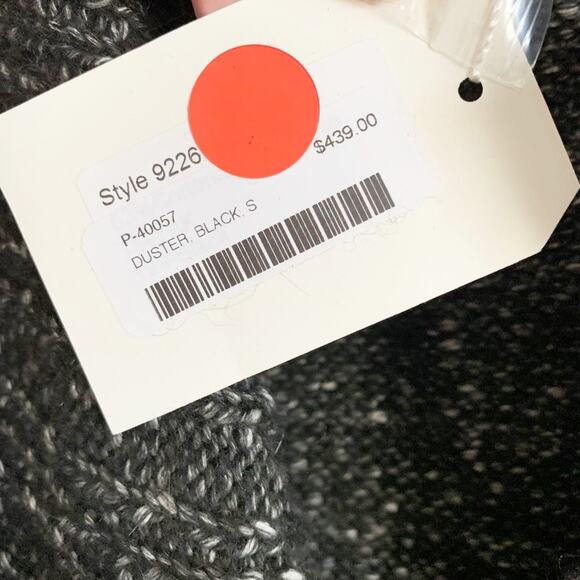 Style 9226
$439.00
P-40057
DUSTER, BLACK, S